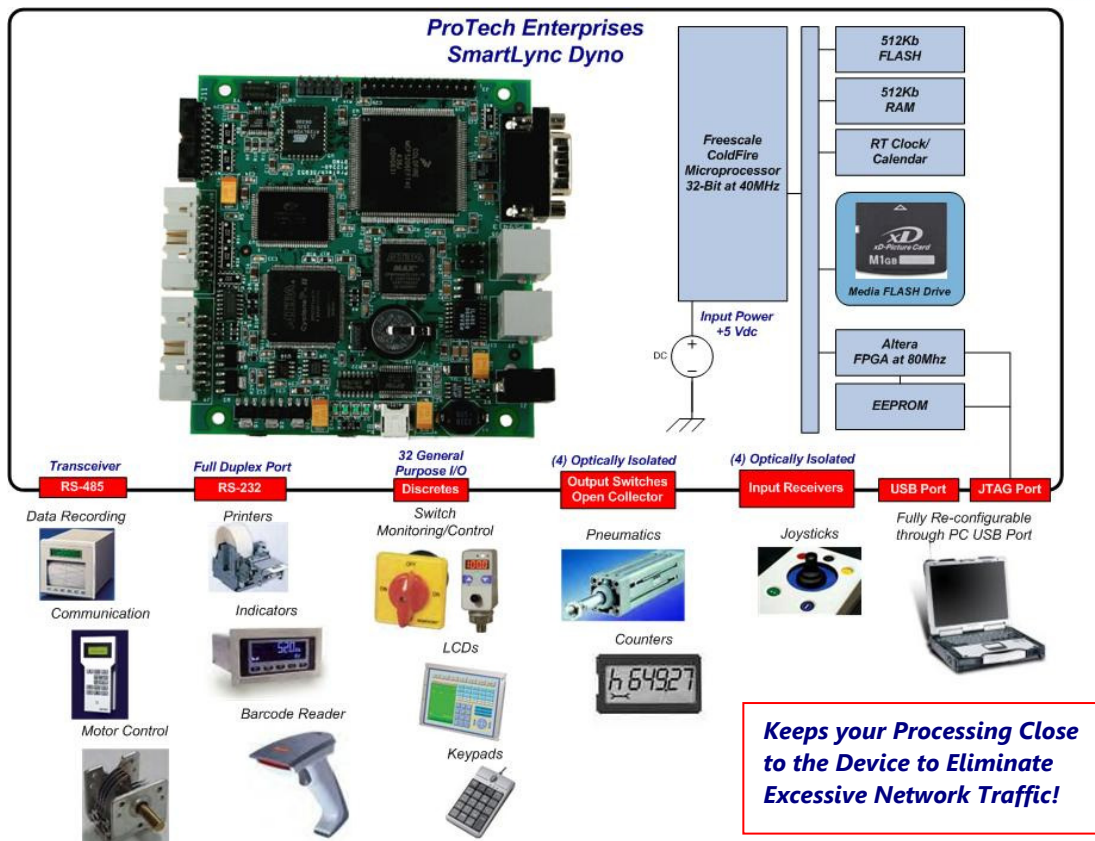 ProTech Enterprises
SmartLync Dyno
Freescale
ColdFire
Microprocessor
32-Bit at 40MHz
512Kb
FLASH
512Kb
RAM
RT Clock/
Calendar
xD
xD-Picture Card
M1GB
Media FLASH Drive
Input Power
+5 Vdc
DC
+
−
Altera
FPGA at 80Mhz
EEPROM
Transceiver
RS-485
Full Duplex Port
RS-232
32 General
Purpose I/O
Discretes
(4) Optically Isolated
Output Switches
Open Collector
(4) Optically Isolated
Input Receivers
USB Port
JTAG Port
Data Recording
Communication
Motor Control
Printers
Indicators
Barcode Reader
Switch
Monitoring/Control
OFF
ON
ON
LCDs
Keypads
Pneumatics
Counters
h 649.27
Joysticks
Fully Re-configurable
through PC USB Port
Keeps your Processing Close
to the Device to Eliminate
Excessive Network Traffic!